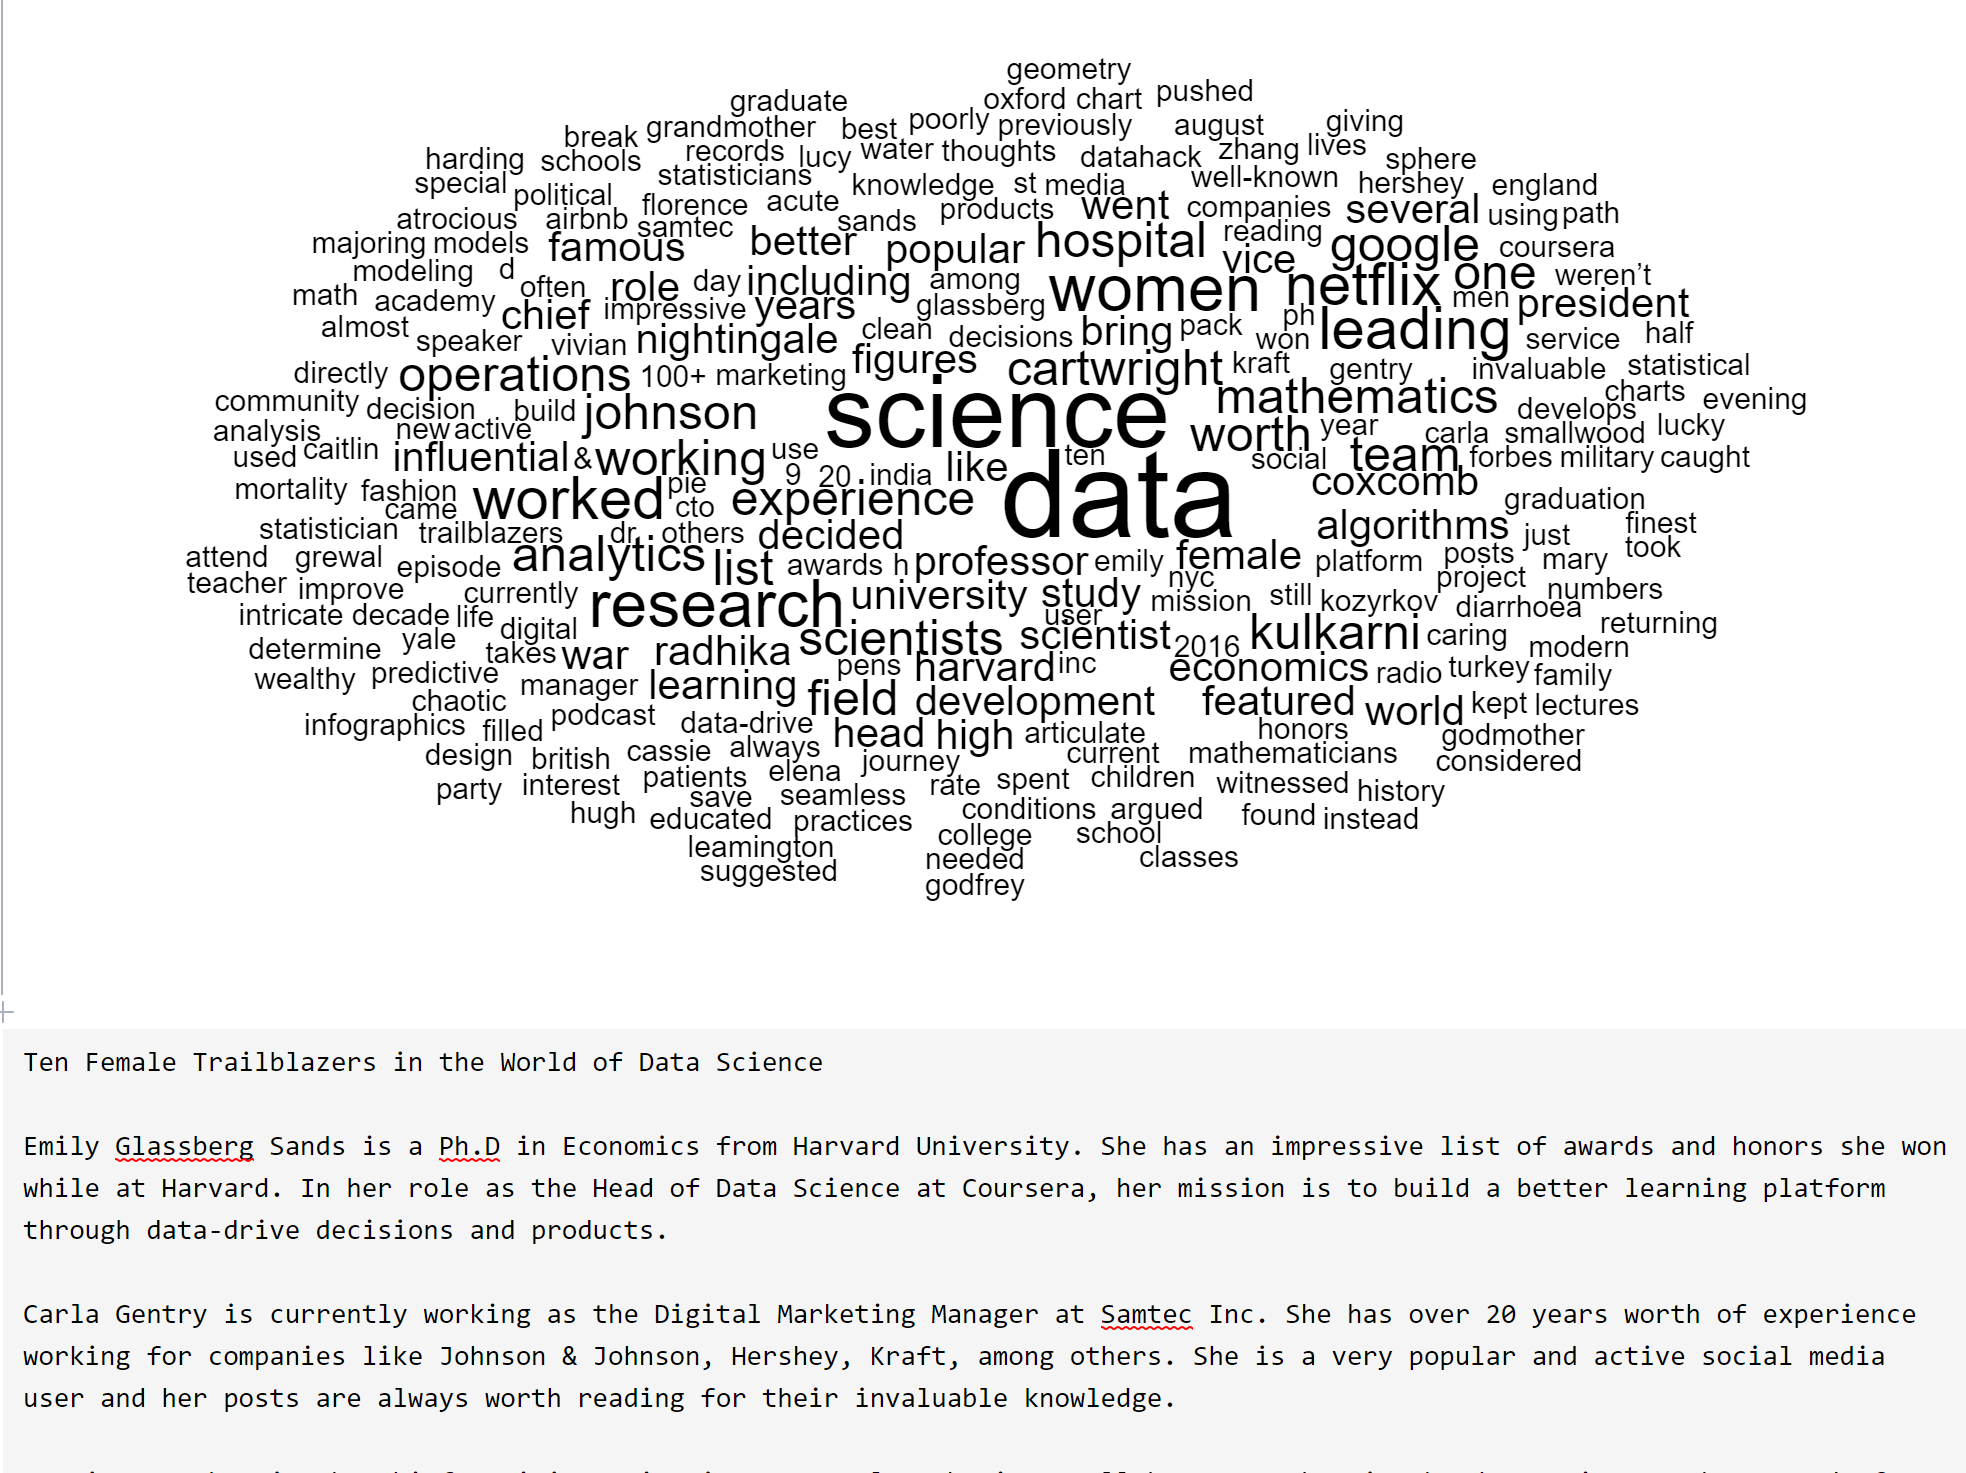 geometry
graduate oxford chart pushed
break grandmother best poorly previously august giving
harding schools records lucy water thoughts datahack zhang lives sphere
special political statisticians knowledge st media well-known hershey england
atrocious airbnb florence acute sands products went companies several using path
majoring models famous samtec better popular hospital reading google coursera
modeling d often role day including among women vice netflix one weren't
math academy chief impressive years glassberg men president
almost speaker vivian nightingale clean decisions bring pack ph won leading service half
directly operations 100+ marketing figures cartwright kraft gentry invaluable statistical
community decision build johnson science mathematics develops charts evening
analysis new active worth year carla smallwood lucky
used caitlin influential & working use 9 20 india like ten social team forbes military caught
mortality fashion worked pie experience data coxcomb graduation
came cto
statistician trailblazers dr others decided algorithms just finest
attend grewal episode analytics list awards h professor emily female platform posts mary took
teacher improve currently research university study nyc mission still kozyrkov project numbers
intricate decade life digital user diarrhoea returning
determine yale takes war radhika scientists scientist 2016 kulkarni caring modern
wealthy predictive manager learning pens harvard inc economics radio turkey family
chaotic field development featured world kept lectures
infographics filled podcast data-drive head high articulate honors godmother
design british cassie always journey current mathematicians considered
party interest patients elena rate spent children witnessed history
save seamless
hugh educated practices conditions argued found instead
leamington college school
suggested needed classes
godfrey
Ten Female Trailblazers in the World of Data Science
Emily Glassberg Sands is a Ph.D in Economics from Harvard University. She has an impressive list of awards and honors she won
while at Harvard. In her role as the Head of Data Science at Coursera, her mission is to build a better learning platform
through data-drive decisions and products.
Carla Gentry is currently working as the Digital Marketing Manager at Samtec Inc. She has over 20 years worth of experience
working for companies like Johnson & Johnson, Hershey, Kraft, among others. She is a very popular and active social media
user and her posts are always worth reading for their invaluable knowledge.